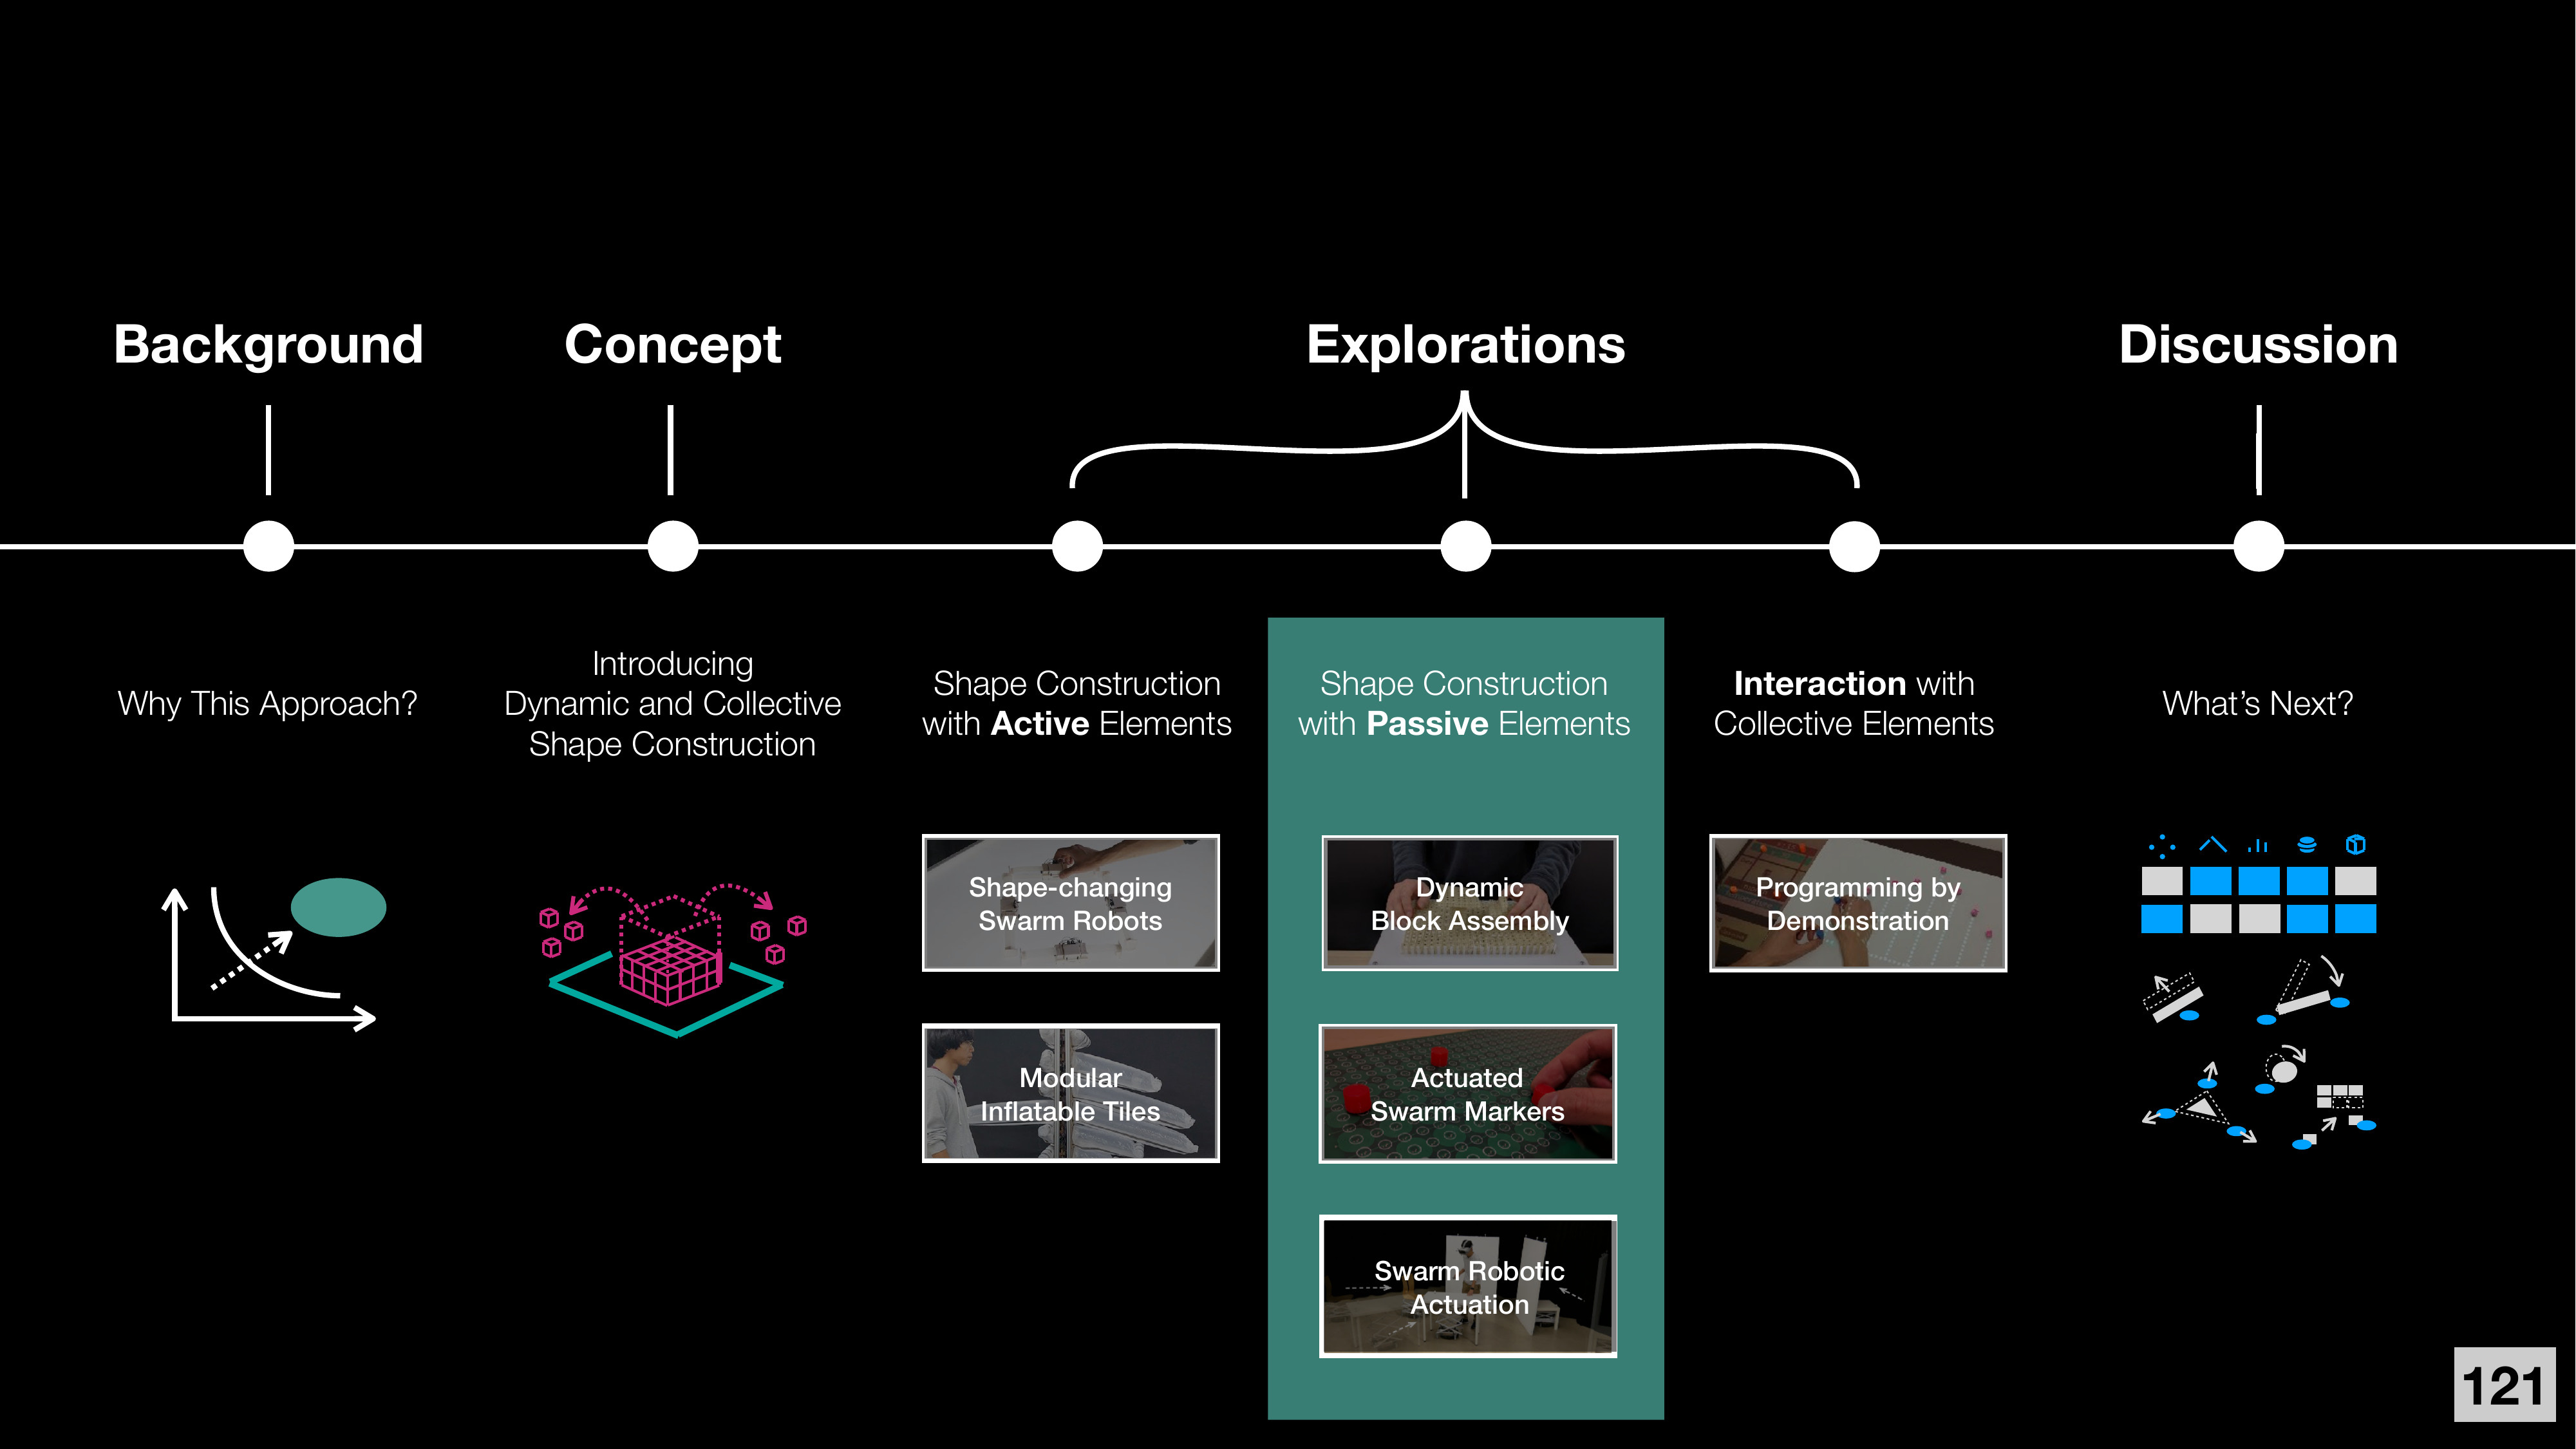 Background
Concept
Explorations
Discussion
Why This Approach?
Introducing
Dynamic and Collective
Shape Construction
Shape Construction
with Active Elements
Shape Construction
with Passive Elements
Interaction with
Collective Elements
What's Next?
Shape-changing
Swarm Robots
Modular
Inflatable Tiles
Dynamic
Block Assembly
Actuated
Swarm Markers
Swarm Robotic
Actuation
Programming by
Demonstration
121